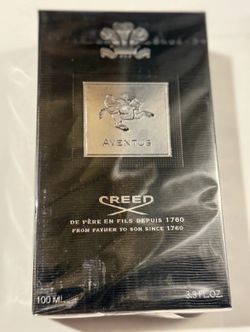 AVENTUS
CREED
DE PÈRE EN FILS DEPUIS 1760
FROM FATHER TO SON SINCE 1760
100 ML
3.3 FL.OZ.